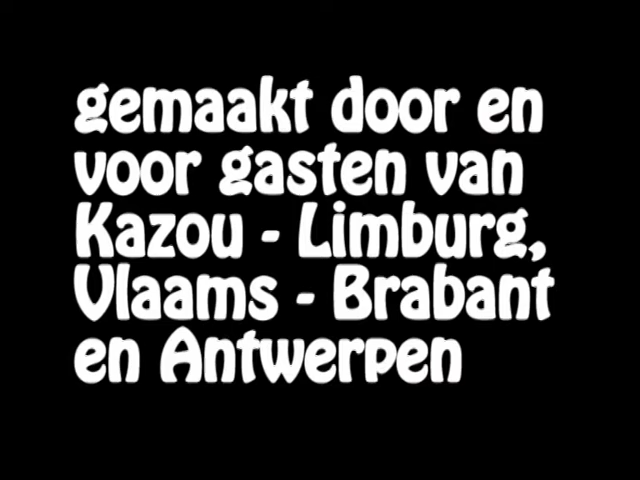 gemaakt door en
voor gasten van
Kazou - Limburg,
Vlaams - Brabant
en Antwerpen